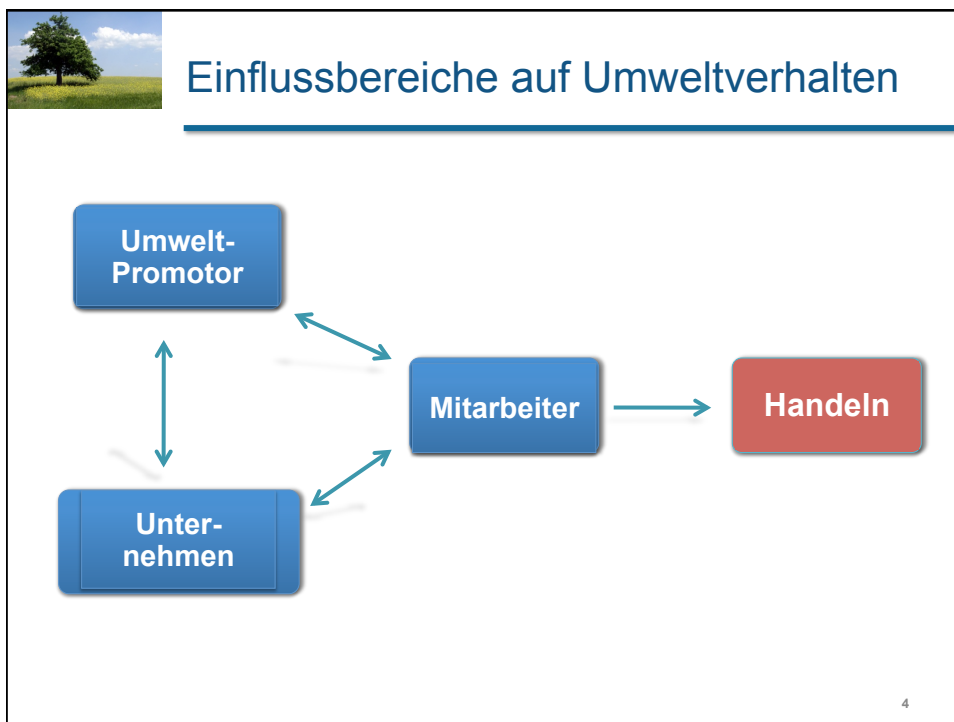 Einflussbereiche auf Umweltverhalten
Umwelt-
Promotor
Mitarbeiter
Handeln
Unter-
nehmen
4